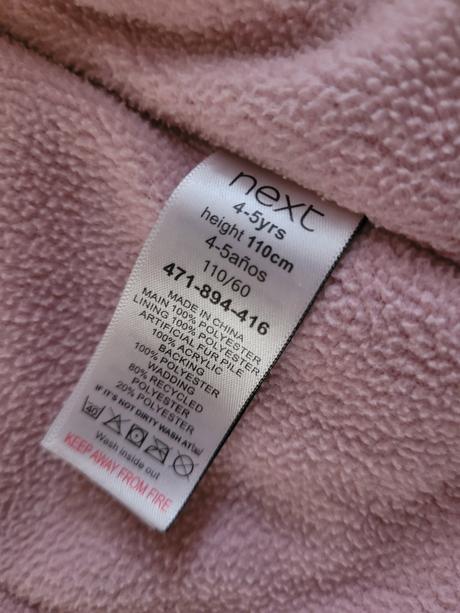 next
4-5yrs
height 110cm
4-5años
110/60
471-894-416
MADE IN CHINA
MAIN 100% POLYESTER
LINING 100% POLYESTER
ARTIFICIAL FUR PILE
100% ACRYLIC
BACKING
100% POLYESTER
WADDING
80% RECYCLED
POLYESTER
20% POLYESTER
IF IT'S NOT DIRTY WASH AT
40
Wash inside out
KEEP AWAY FROM FIRE